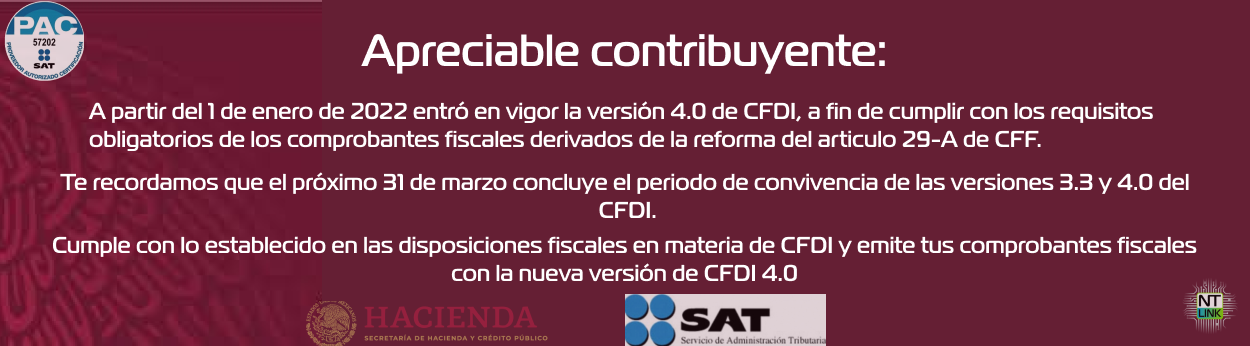 PAC
57202
SAT
PROVEEDOR AUTORIZADO CERTIFICACIÓN
Apreciable contribuyente:
A partir del 1 de enero de 2022 entró en vigor la versión 4.0 de CFDI, a fin de cumplir con los requisitos
obligatorios de los comprobantes fiscales derivados de la reforma del articulo 29-A de CFF.
Te recordamos que el próximo 31 de marzo concluye el periodo de convivencia de las versiones 3.3 y 4.0 del
CFDI.
Cumple con lo establecido en las disposiciones fiscales en materia de CFDI y emite tus comprobantes fiscales
con la nueva versión de CFDI 4.0
HACIENDA
SECRETARÍA DE HACIENDA Y CRÉDITO PÚBLICO
SAT
Servicio de Administración Tributaria
NT
LINK